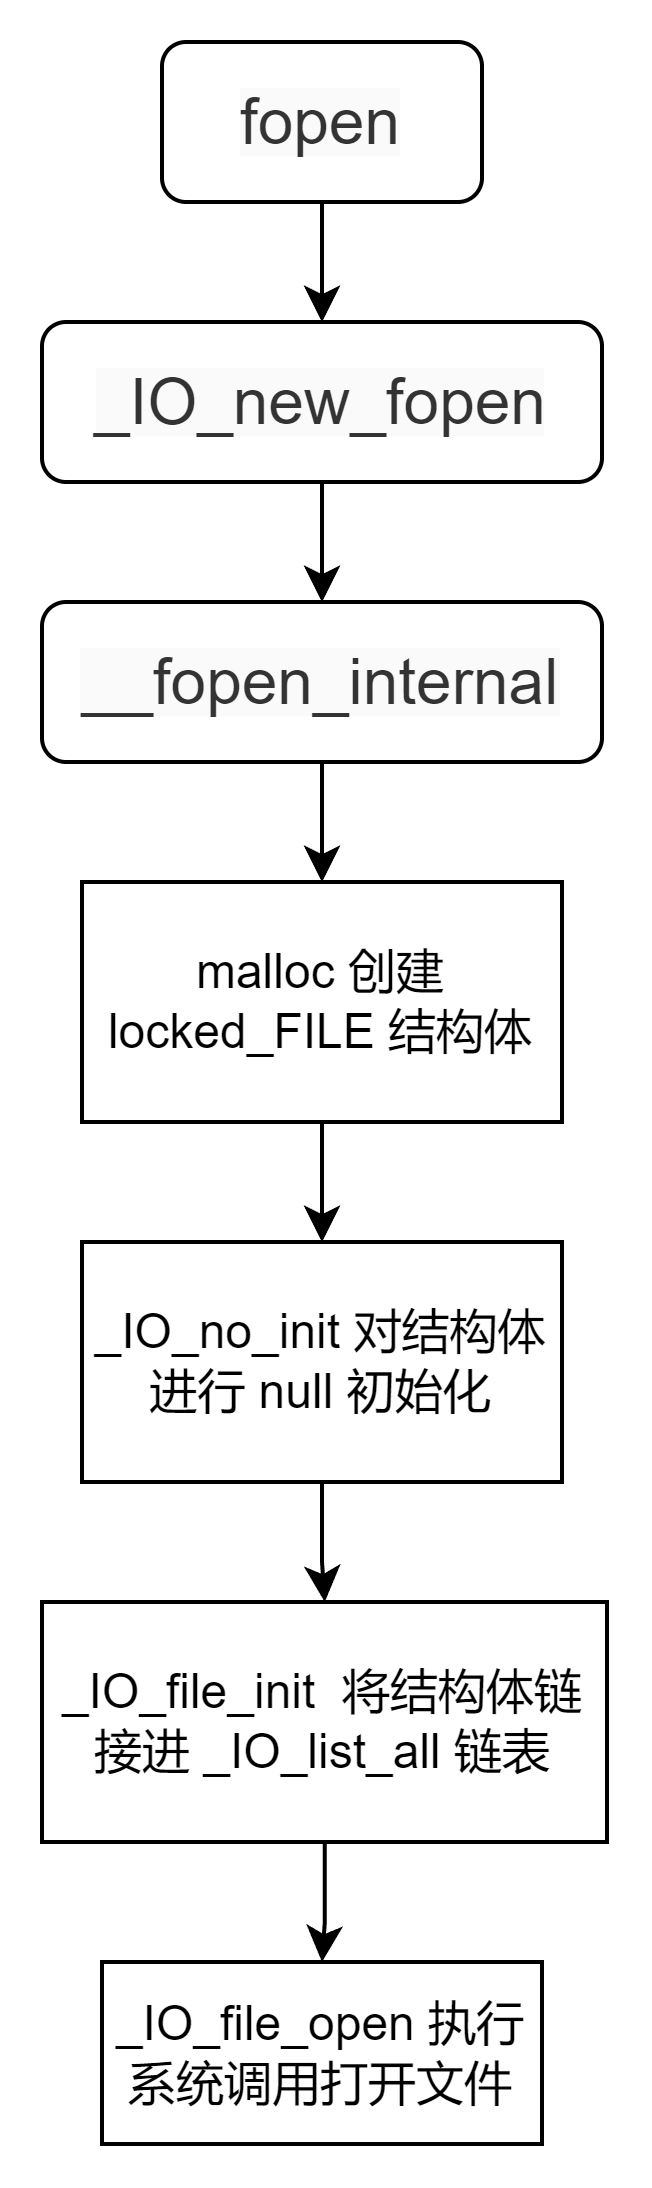 fopen
_IO_new_fopen
__fopen_internal
malloc 创建
locked_FILE 结构体
_IO_no_init 对结构体
进行 null 初始化
_IO_file_init  将结构体链
接进 _IO_list_all 链表
_IO_file_open 执行
系统调用打开文件